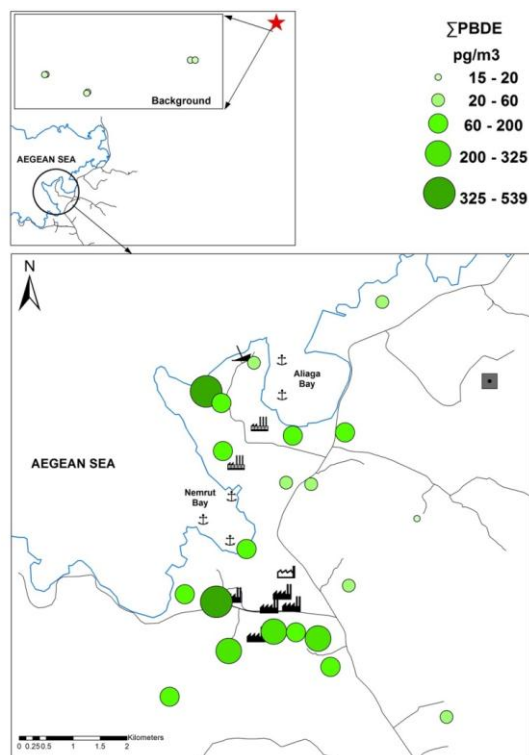 ∑PBDE
pg/m3
15 - 20
20 - 60
60 - 200
200 - 325
325 - 539
Background
AEGEAN SEA
N
Aliaga
Bay
AEGEAN SEA
Nemrut
Bay
Kilometers
0 0.25 0.5 1 1.5 2